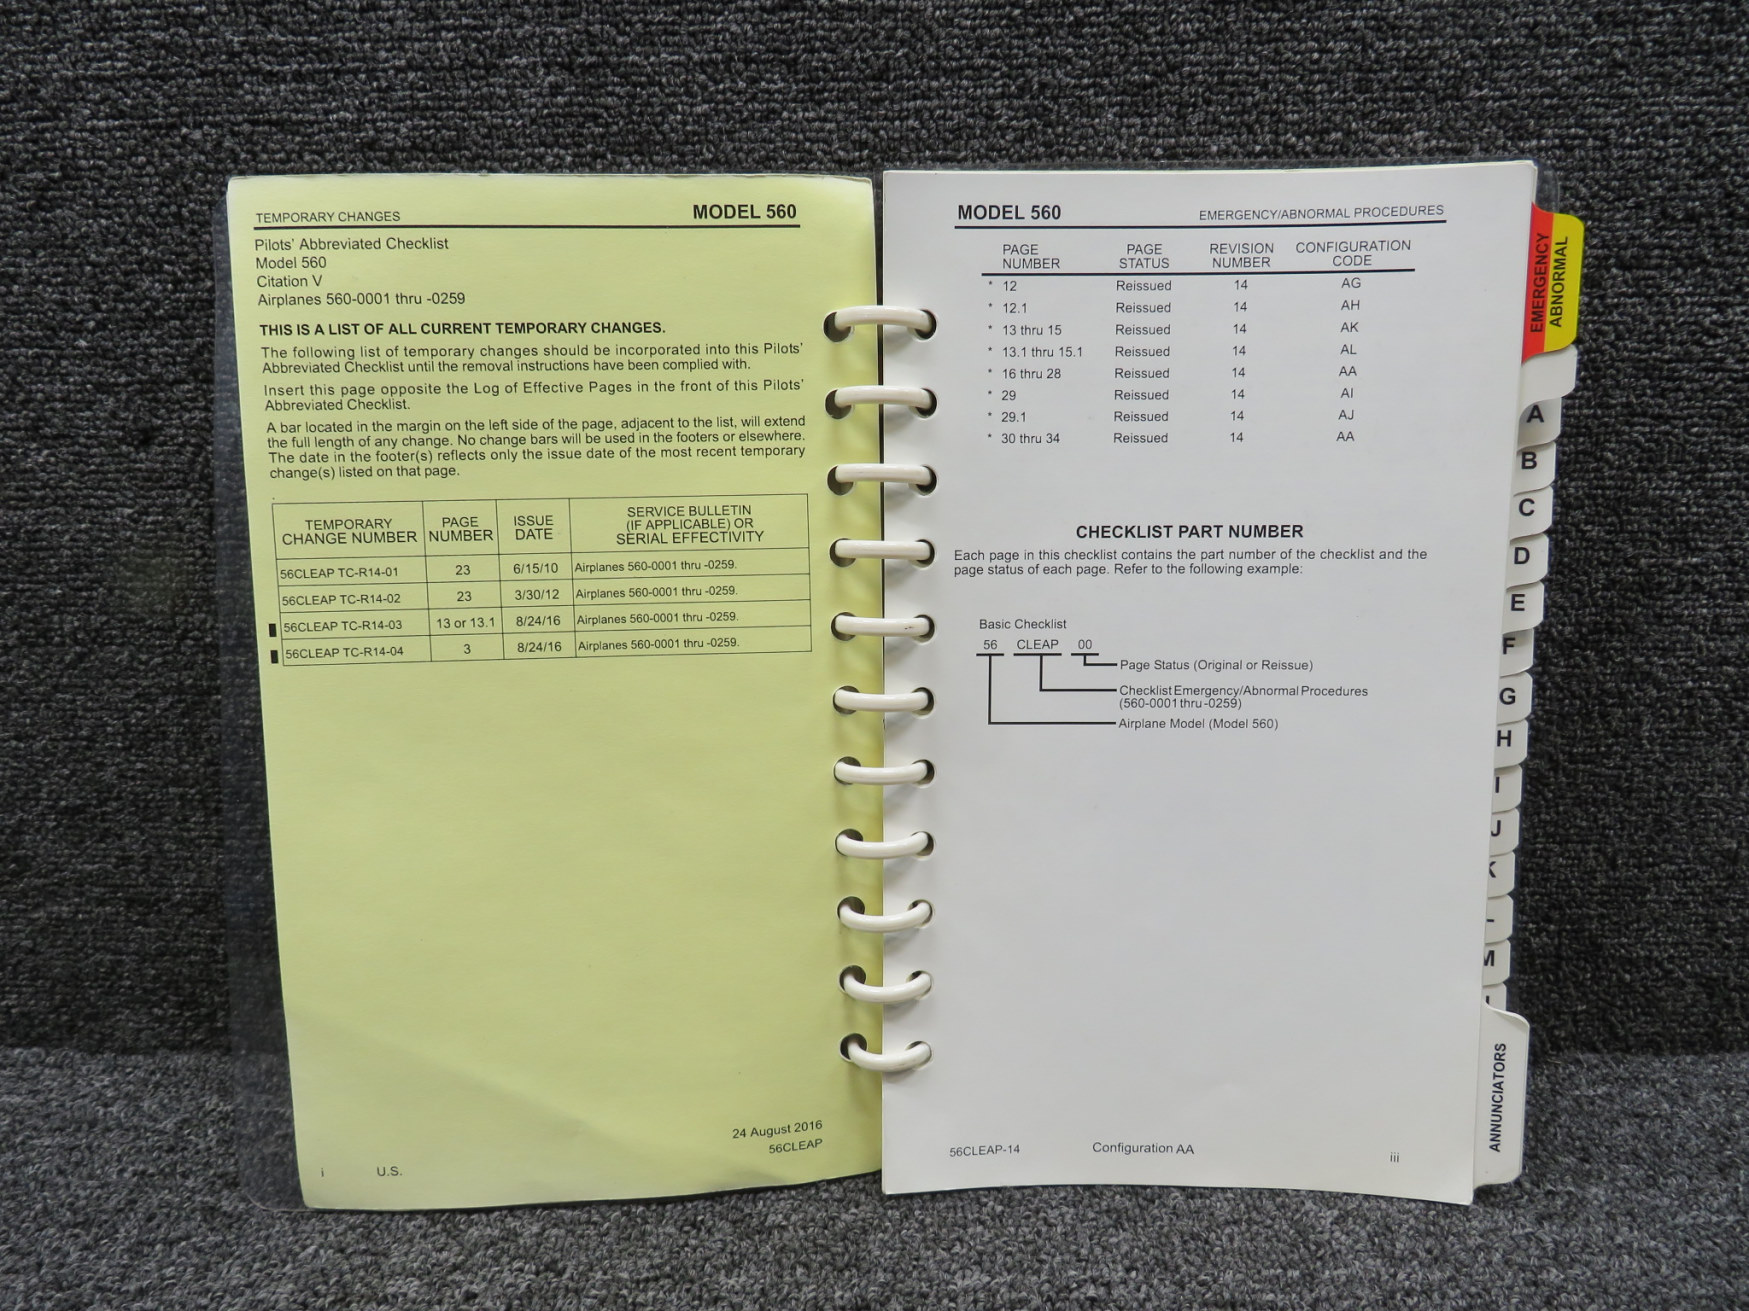 TEMPORARY CHANGES MODEL 560
Pilots' Abbreviated Checklist
Model 560
Citation V
Airplanes 560-0001 thru -0259
THIS IS A LIST OF ALL CURRENT TEMPORARY CHANGES.
The following list of temporary changes should be incorporated into this Pilots'
Abbreviated Checklist until the removal instructions have been complied with.
Insert this page opposite the Log of Effective Pages in the front of this Pilots'
Abbreviated Checklist.
A bar located in the margin on the left side of the page, adjacent to the list, will extend
the full length of any change. No change bars will be used in the footers or elsewhere.
The date in the footer(s) reflects only the issue date of the most recent temporary
change(s) listed on that page.
TEMPORARY CHANGE NUMBER PAGE NUMBER ISSUE DATE SERVICE BULLETIN (IF APPLICABLE) OR SERIAL EFFECTIVITY
56CLEAP TC-R14-01 23 6/15/10 Airplanes 560-0001 thru -0259.
56CLEAP TC-R14-02 23 3/30/12 Airplanes 560-0001 thru -0259.
56CLEAP TC-R14-03 13 or 13.1 8/24/16 Airplanes 560-0001 thru -0259.
56CLEAP TC-R14-04 3 8/24/16 Airplanes 560-0001 thru -0259.
24 August 2016
56CLEAP
i U.S.
MODEL 560 EMERGENCY/ABNORMAL PROCEDURES
PAGE NUMBER PAGE STATUS REVISION NUMBER CONFIGURATION CODE
* 12 Reissued 14 AG
* 12.1 Reissued 14 AH
* 13 thru 15 Reissued 14 AK
* 13.1 thru 15.1 Reissued 14 AL
* 16 thru 28 Reissued 14 AA
* 29 Reissued 14 AI
* 29.1 Reissued 14 AJ
* 30 thru 34 Reissued 14 AA
CHECKLIST PART NUMBER
Each page in this checklist contains the part number of the checklist and the
page status of each page. Refer to the following example:
Basic Checklist
56 CLEAP 00
Page Status (Original or Reissue)
Checklist Emergency/Abnormal Procedures
(560-0001 thru -0259)
Airplane Model (Model 560)
56CLEAP-14 Configuration AA iii
EMERGENCY
ABNORMAL
A
B
C
D
E
F
G
H
I
J
K
M
ANNUNCIATORS